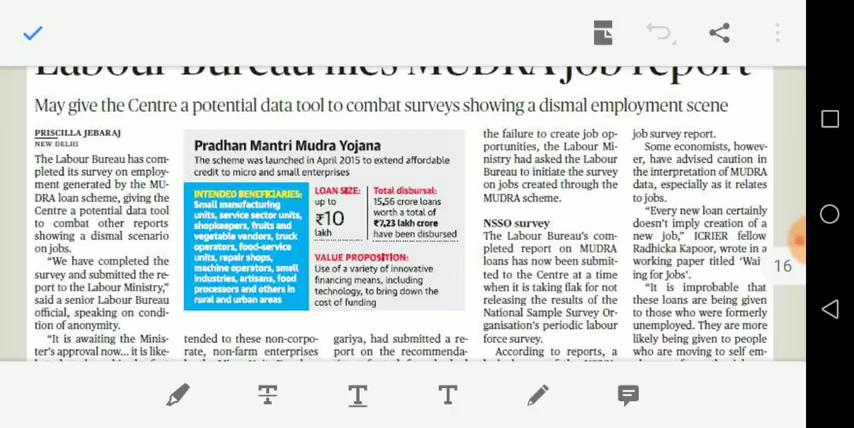 Labour Bureau files MUDRA job report
May give the Centre a potential data tool to combat surveys showing a dismal employment scene
PRISCILLA JEBARAJ
NEW DELHI
The Labour Bureau has com-
pleted its survey on employ-
ment generated by the MU-
DRA loan scheme, giving the
Centre a potential data tool
to combat other reports
showing a dismal scenario
on jobs.
“We have completed the
survey and submitted the re-
port to the Labour Ministry,”
said a senior Labour Bureau
official, speaking on condi-
tion of anonymity.
“It is awaiting the Minis-
ter’s approval now... it is like-
Pradhan Mantri Mudra Yojana
The scheme was launched in April 2015 to extend affordable
credit to micro and small enterprises
INTENDED BENEFICIARIES:
Small manufacturing
units, service sector units,
shopkeepers, fruits and
vegetable vendors, truck
operators, food-service
units, repair shops,
machine operators, small
industries, artisans, food
processors and others in
rural and urban areas
LOAN SIZE:
up to
₹10
lakh
Total disbursal:
15.56 crore loans
worth a total of
₹7.23 lakh crore
have been disbursed
VALUE PROPOSITION:
Use of a variety of innovative
financing means, including
technology, to bring down the
cost of funding
tended to these non-corpo-
rate, non-farm enterprises
gariya, had submitted a re-
port on the recommenda-
the failure to create job op-
portunities, the Labour Mi-
nistry had asked the Labour
Bureau to initiate the survey
on jobs created through the
MUDRA scheme.
NSSO survey
The Labour Bureau’s com-
pleted report on MUDRA
loans has now been submit-
ted to the Centre at a time
when it is taking flak for not
releasing the results of the
National Sample Survey Or-
ganisation’s periodic labour
force survey.
According to reports, a
job survey report.
Some economists, howev-
er, have advised caution in
the interpretation of MUDRA
data, especially as it relates
to jobs.
“Every new loan certainly
doesn’t imply creation of a
new job,” ICRIER fellow
Radhicka Kapoor, wrote in a
working paper titled ‘Wait-
ing for Jobs’.
“It is improbable that
these loans are being given
to those who were formerly
unemployed. They are more
likely being given to people
who are moving to self em-
16